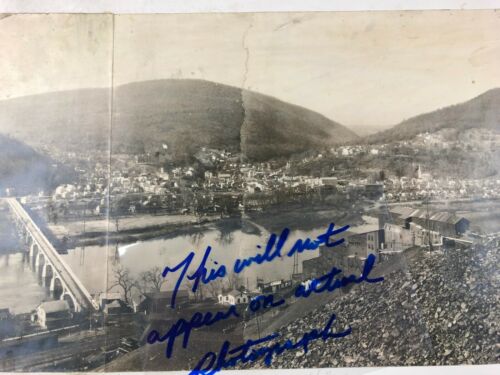 This will not
appear on actual
Photograph